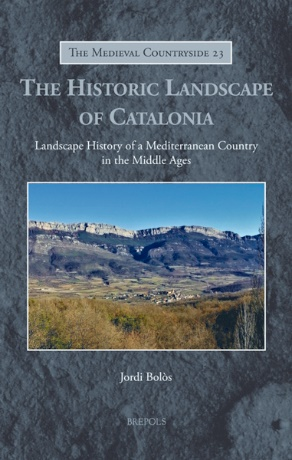 THE MEDIEVAL COUNTRYSIDE 23
THE HISTORIC LANDSCAPE
OF CATALONIA
Landscape History of a Mediterranean Country
in the Middle Ages
Jordi Bolòs
BREPOLS